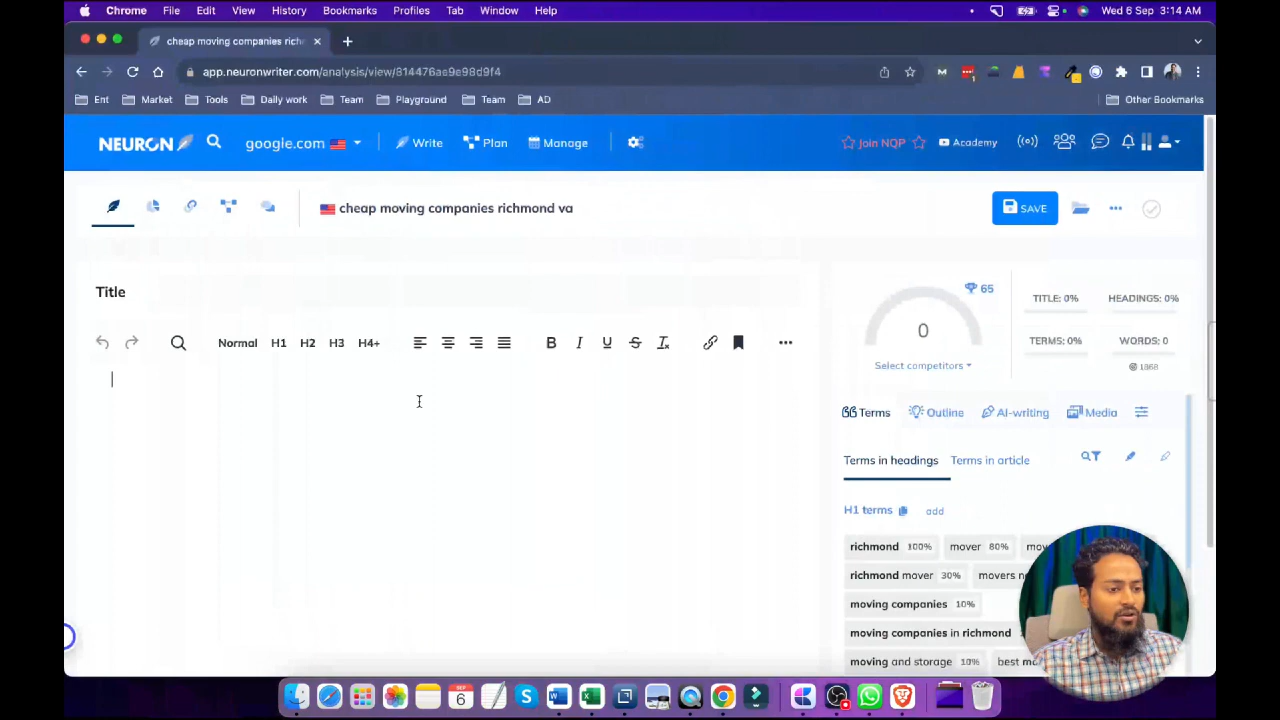 Chrome File Edit View History Bookmarks Profiles Tab Window Help Wed 6 Sep 3:14 AM
cheap moving companies rich
app.neuronwriter.com/analysis/view/814476ae9e98d9f4
Ent Market Tools Daily work Team Playground Team AD Other Bookmarks
NEURON google.com Write Plan Manage Join NQP Academy
cheap moving companies richmond va SAVE
Title
65
TITLE: 0% HEADINGS: 0%
0
Normal H1 H2 H3 H4+ B I U S
TERMS: 0% WORDS: 0
Select competitors 1868
Terms Outline AI-writing Media
Terms in headings Terms in article
H1 terms add
richmond 100% mover 80%
richmond mover 30% movers
moving companies 10%
moving companies in richmond
moving and storage 10% best